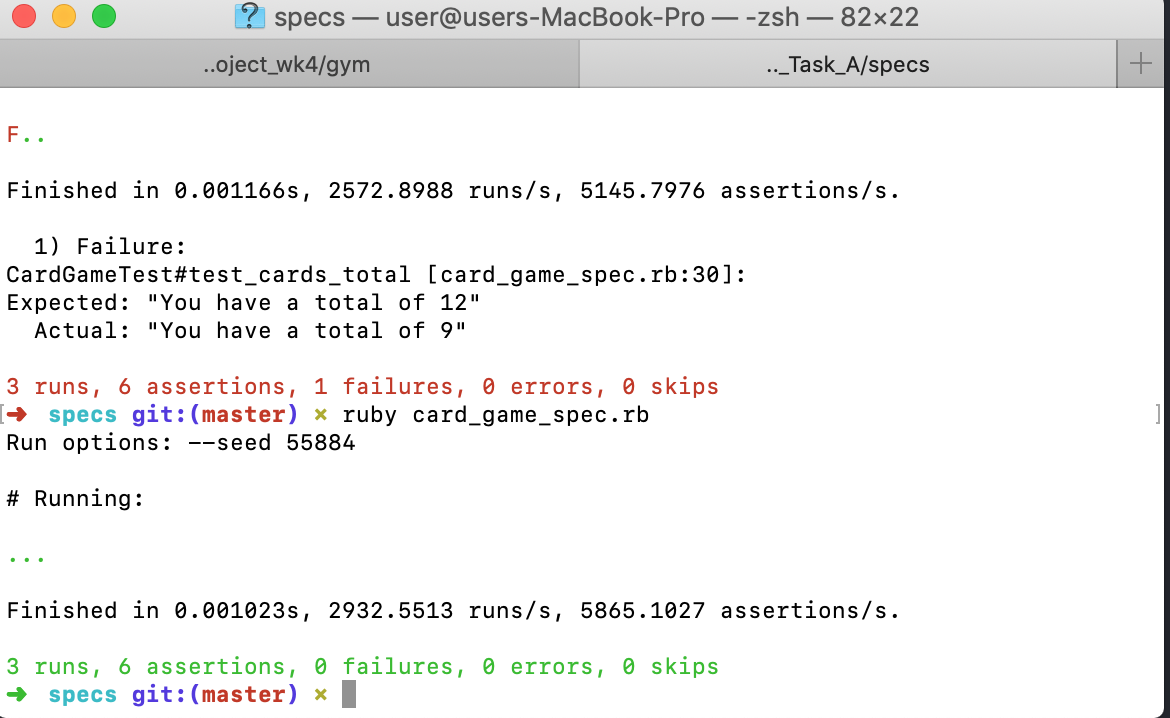 specs — user@users-MacBook-Pro — -zsh — 82×22
..oject_wk4/gym
.._Task_A/specs
F..
Finished in 0.001166s, 2572.8988 runs/s, 5145.7976 assertions/s.
1) Failure:
CardGameTest#test_cards_total [card_game_spec.rb:30]:
Expected: "You have a total of 12"
Actual: "You have a total of 9"
3 runs, 6 assertions, 1 failures, 0 errors, 0 skips
➜ specs git:(master) × ruby card_game_spec.rb
Run options: --seed 55884
# Running:
...
Finished in 0.001023s, 2932.5513 runs/s, 5865.1027 assertions/s.
3 runs, 6 assertions, 0 failures, 0 errors, 0 skips
➜ specs git:(master) ×